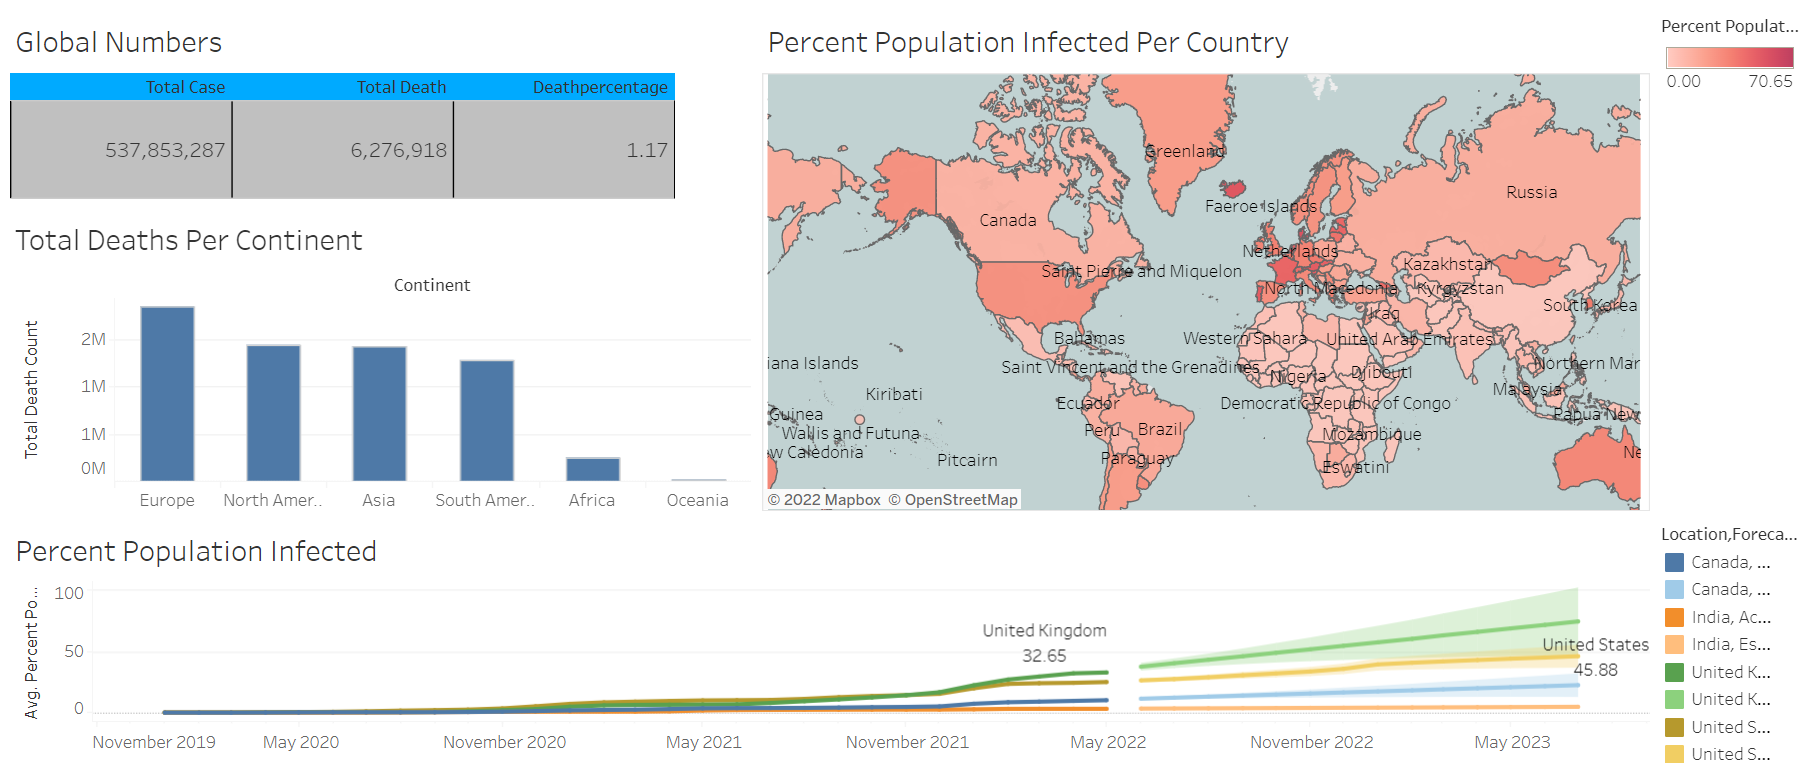 Global Numbers
Total Case
Total Death
Deathpercentage
537,853,287
6,276,918
1.17
Total Deaths Per Continent
Continent
Total Death Count
2M
1M
1M
0M
Europe
North Amer..
Asia
South Amer..
Africa
Oceania
Percent Population Infected Per Country
Greenland
Russia
Faeroe Islands
Canada
Netherlands
Kazakhstan
Saint Pierre and Miquelon
North Macedonia
Kyrgyzstan
South Korea
Iraq
Bahamas
Western Sahara
United Arab Emirates
iana Islands
Saint Vincent and the Grenadines
Northern Mar
Nigeria
Djibouti
Malaysia
Kiribati
Ecuador
Democratic Republic of Congo
Guinea
Papua New
Wallis and Futuna
Peru
Brazil
Mozambique
w Caledonia
Pitcairn
Paraguay
Eswatini
Ne
© 2022 Mapbox © OpenStreetMap
Percent Populat...
0.00
70.65
Percent Population Infected
Avg. Percent Po...
100
50
0
United Kingdom
32.65
United States
45.88
November 2019
May 2020
November 2020
May 2021
November 2021
May 2022
November 2022
May 2023
Location,Foreca...
Canada, ...
Canada, ...
India, Ac...
India, Es...
United K...
United K...
United S...
United S...